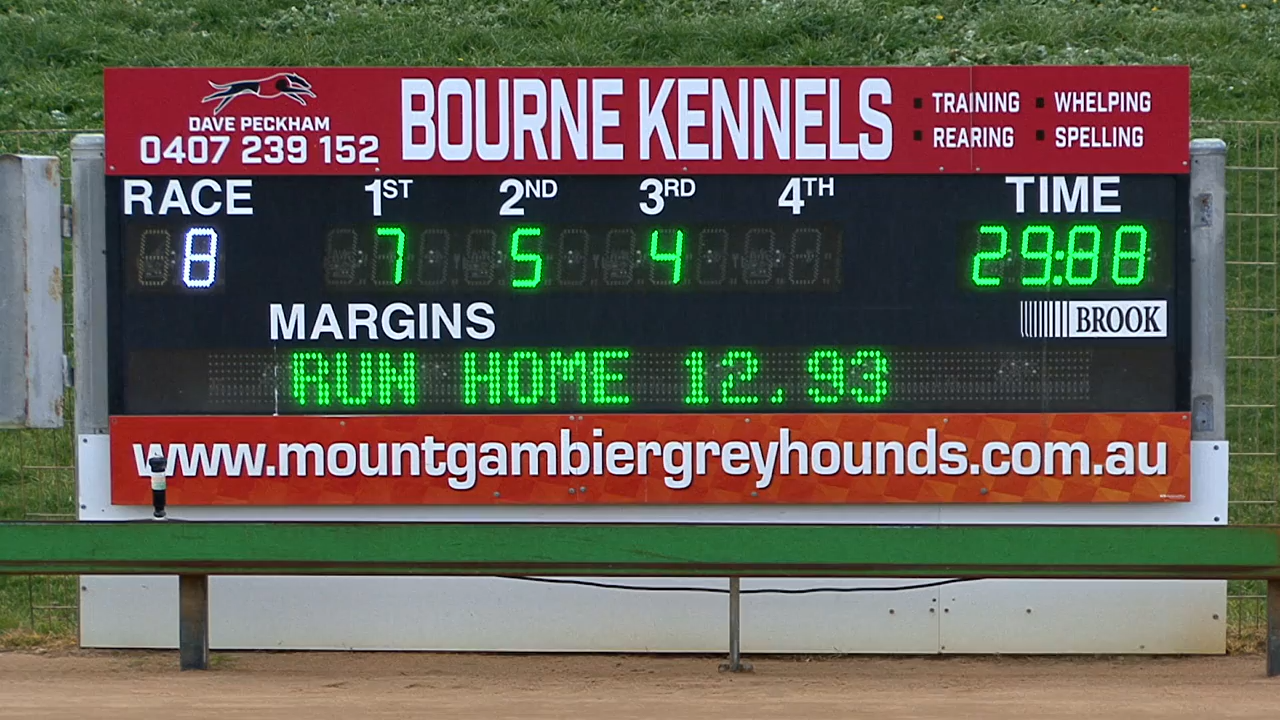 DAVE PECKHAM
0407 239 152
BOURNE KENNELS
▪ TRAINING ▪ WHELPING
▪ REARING ▪ SPELLING
RACE 1ST 2ND 3RD 4TH TIME
8 7 5 4 29:88
MARGINS
BROOK
RUN HOME 12.93
www.mountgambiergreyhounds.com.au